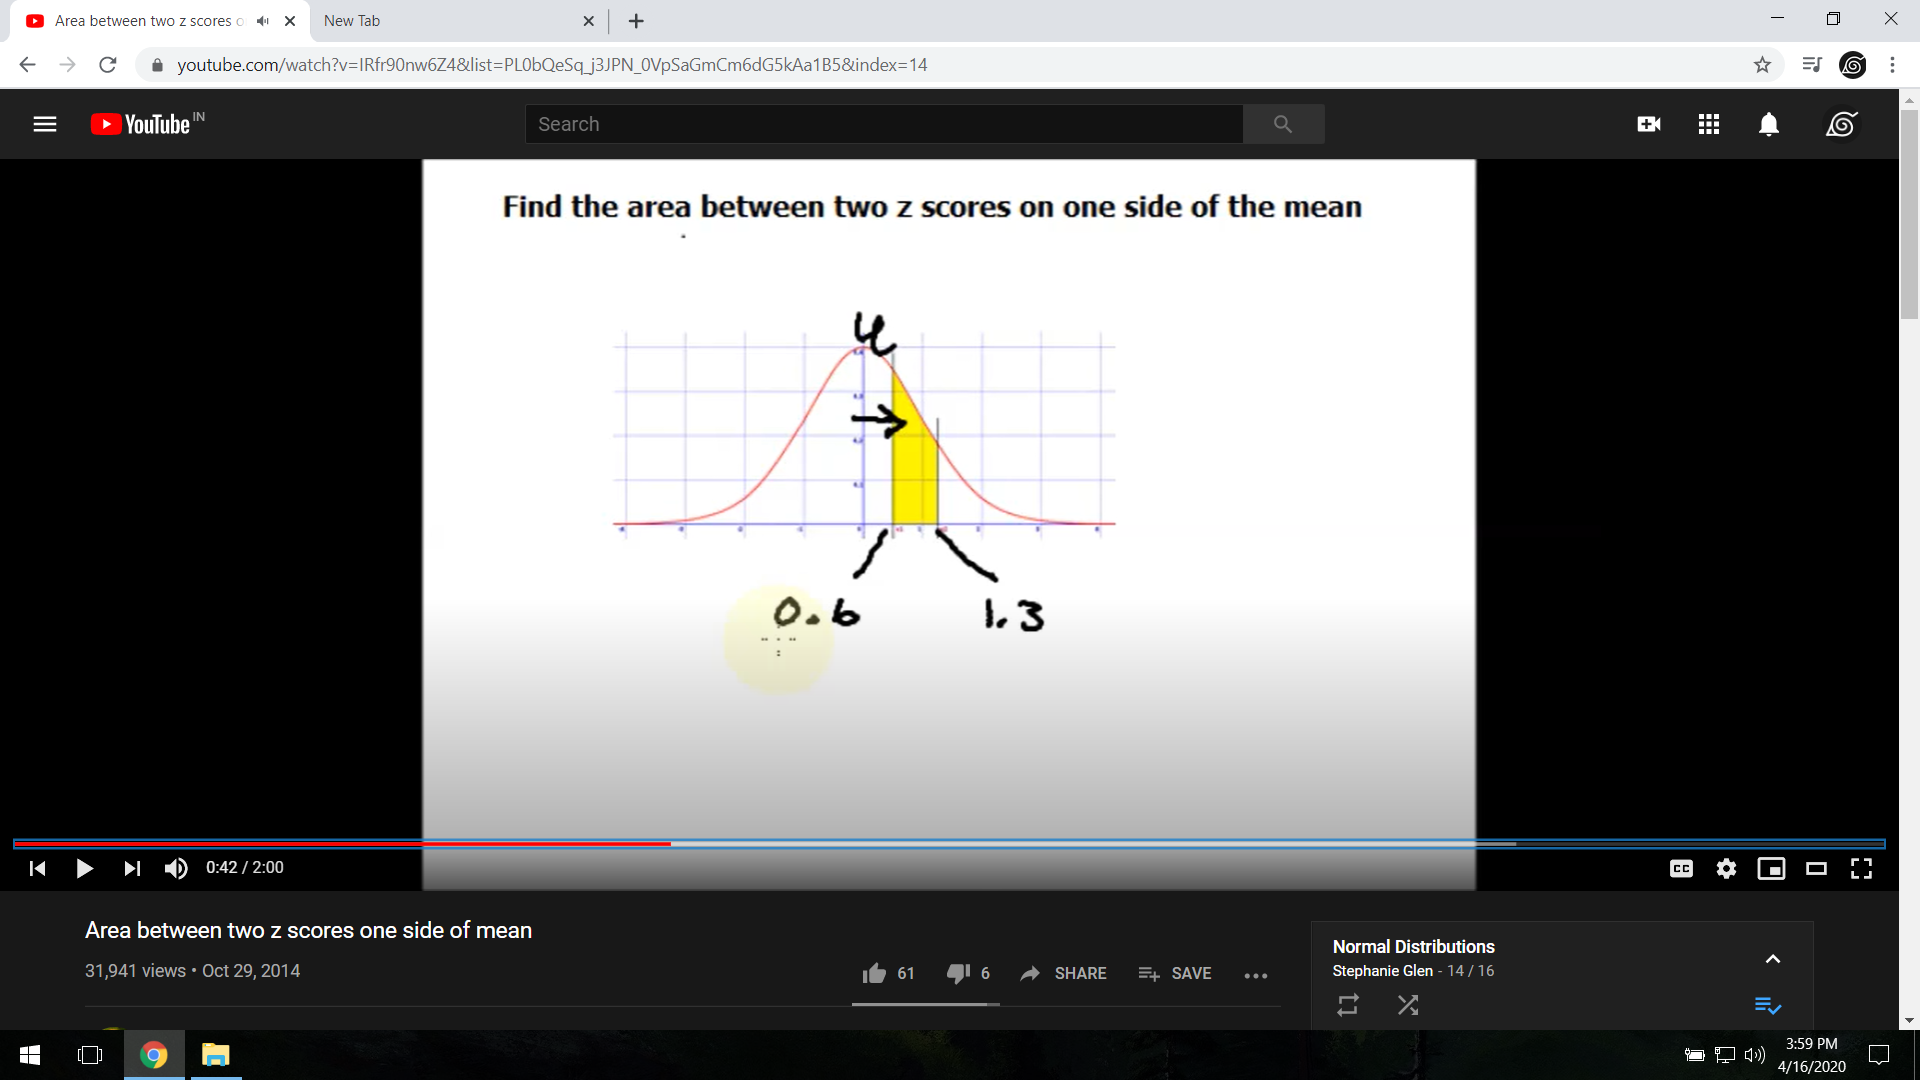 Area between two z scores o
New Tab
youtube.com/watch?v=IRfr90nw6Z4&list=PL0bQeSq_j3JPN_0VpSaGmCm6dG5kAa1B5&index=14
YouTube IN
Search
Find the area between two z scores on one side of the mean
0.6 1.3
0:42 / 2:00
CC
Area between two z scores one side of mean
31,941 views • Oct 29, 2014
61 6 SHARE SAVE
Normal Distributions
Stephanie Glen - 14 / 16
3:59 PM
4/16/2020